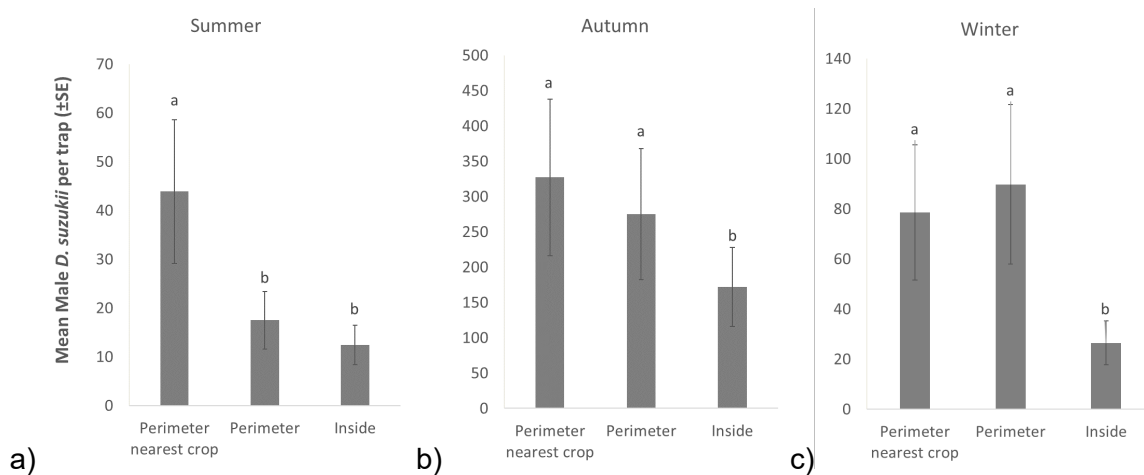 Summer
Mean Male D. suzukii per trap (±SE)
70
60
50
40
30
20
10
0
a
b
b
Perimeter
nearest crop
Perimeter
Inside
a)
Autumn
500
450
400
350
300
250
200
150
100
50
0
a
a
b
Perimeter
nearest crop
Perimeter
Inside
b)
Winter
140
120
100
80
60
40
20
0
a
a
b
Perimeter
nearest crop
Perimeter
Inside
c)